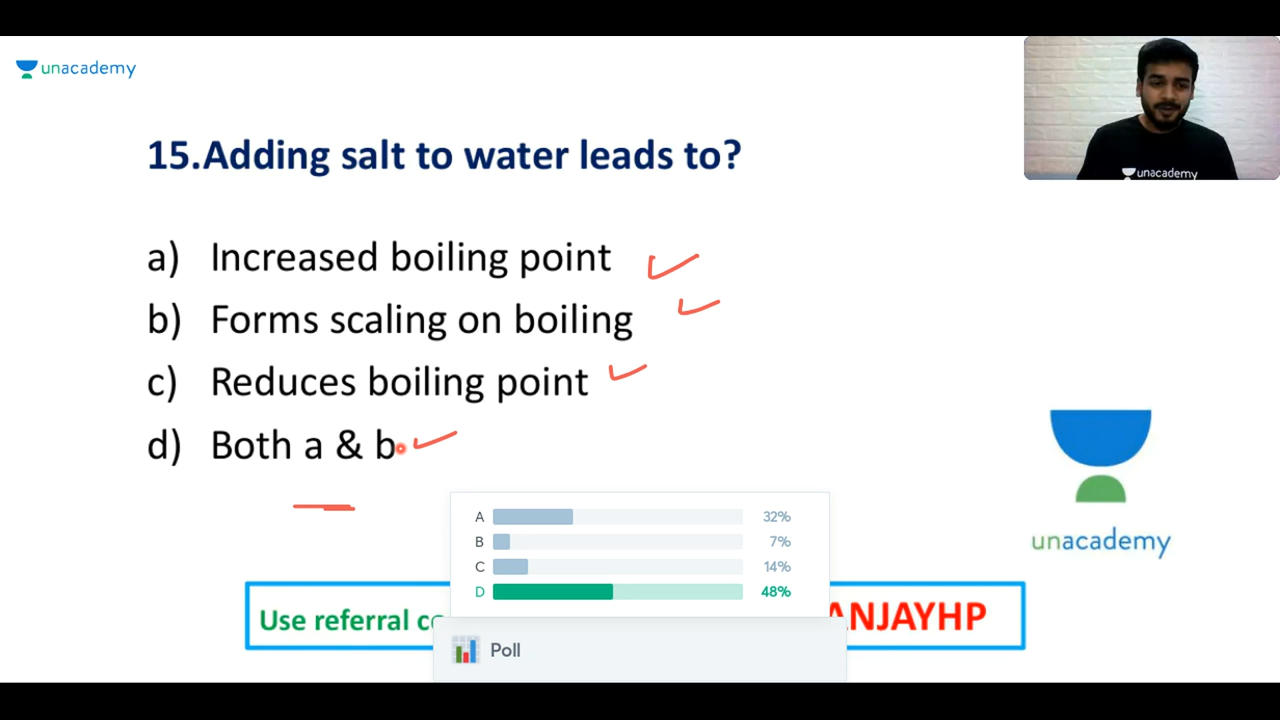 unacademy
unacademy
15.Adding salt to water leads to?
a) Increased boiling point
b) Forms scaling on boiling
c) Reduces boiling point
d) Both a & b
A 32%
B 7%
C 14%
D 48%
unacademy
Use referral co
ANJAYHP
Poll